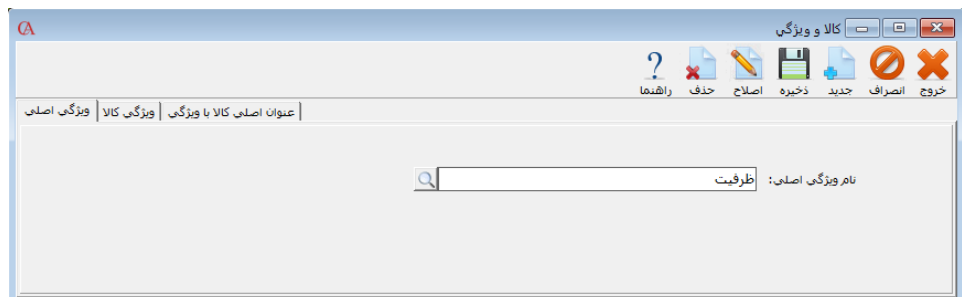 کالا و ویژگی
خروج انصراف جدید ذخیره اصلاح حذف راهنما
ویژگی اصلی ویژگی کالا عنوان اصلی کالا با ویژگی
نام ویژگی اصلی: ظرفیت